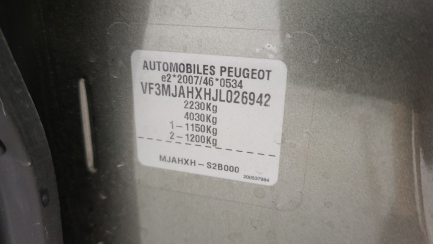 AUTOMOBILES PEUGEOT
e2*2007/46*0534
VF3MJAHXHJL026942
2230Kg
4030Kg
1-1150Kg
2-1200Kg
MJAHXH-S2B000